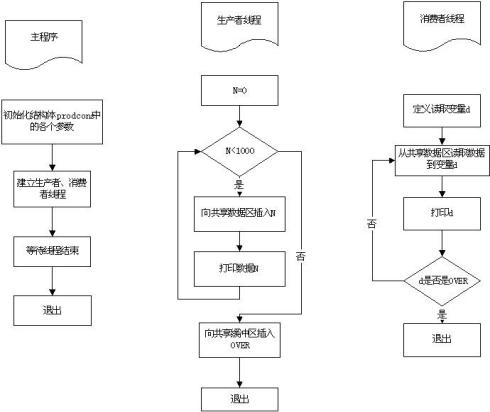 主程序
初始化结构体prodcons中
的各个参数
建立生产者、消费
者线程
等待线程结束
退出
生产者线程
N=0
N<1000
是
否
向共享数据区插入N
打印数据N
向共享缓冲区插入
OVER
退出
消费者线程
定义读取变量d
从共享数据区读取数据
到变量d
打印d
否
d是否是OVER
是
退出